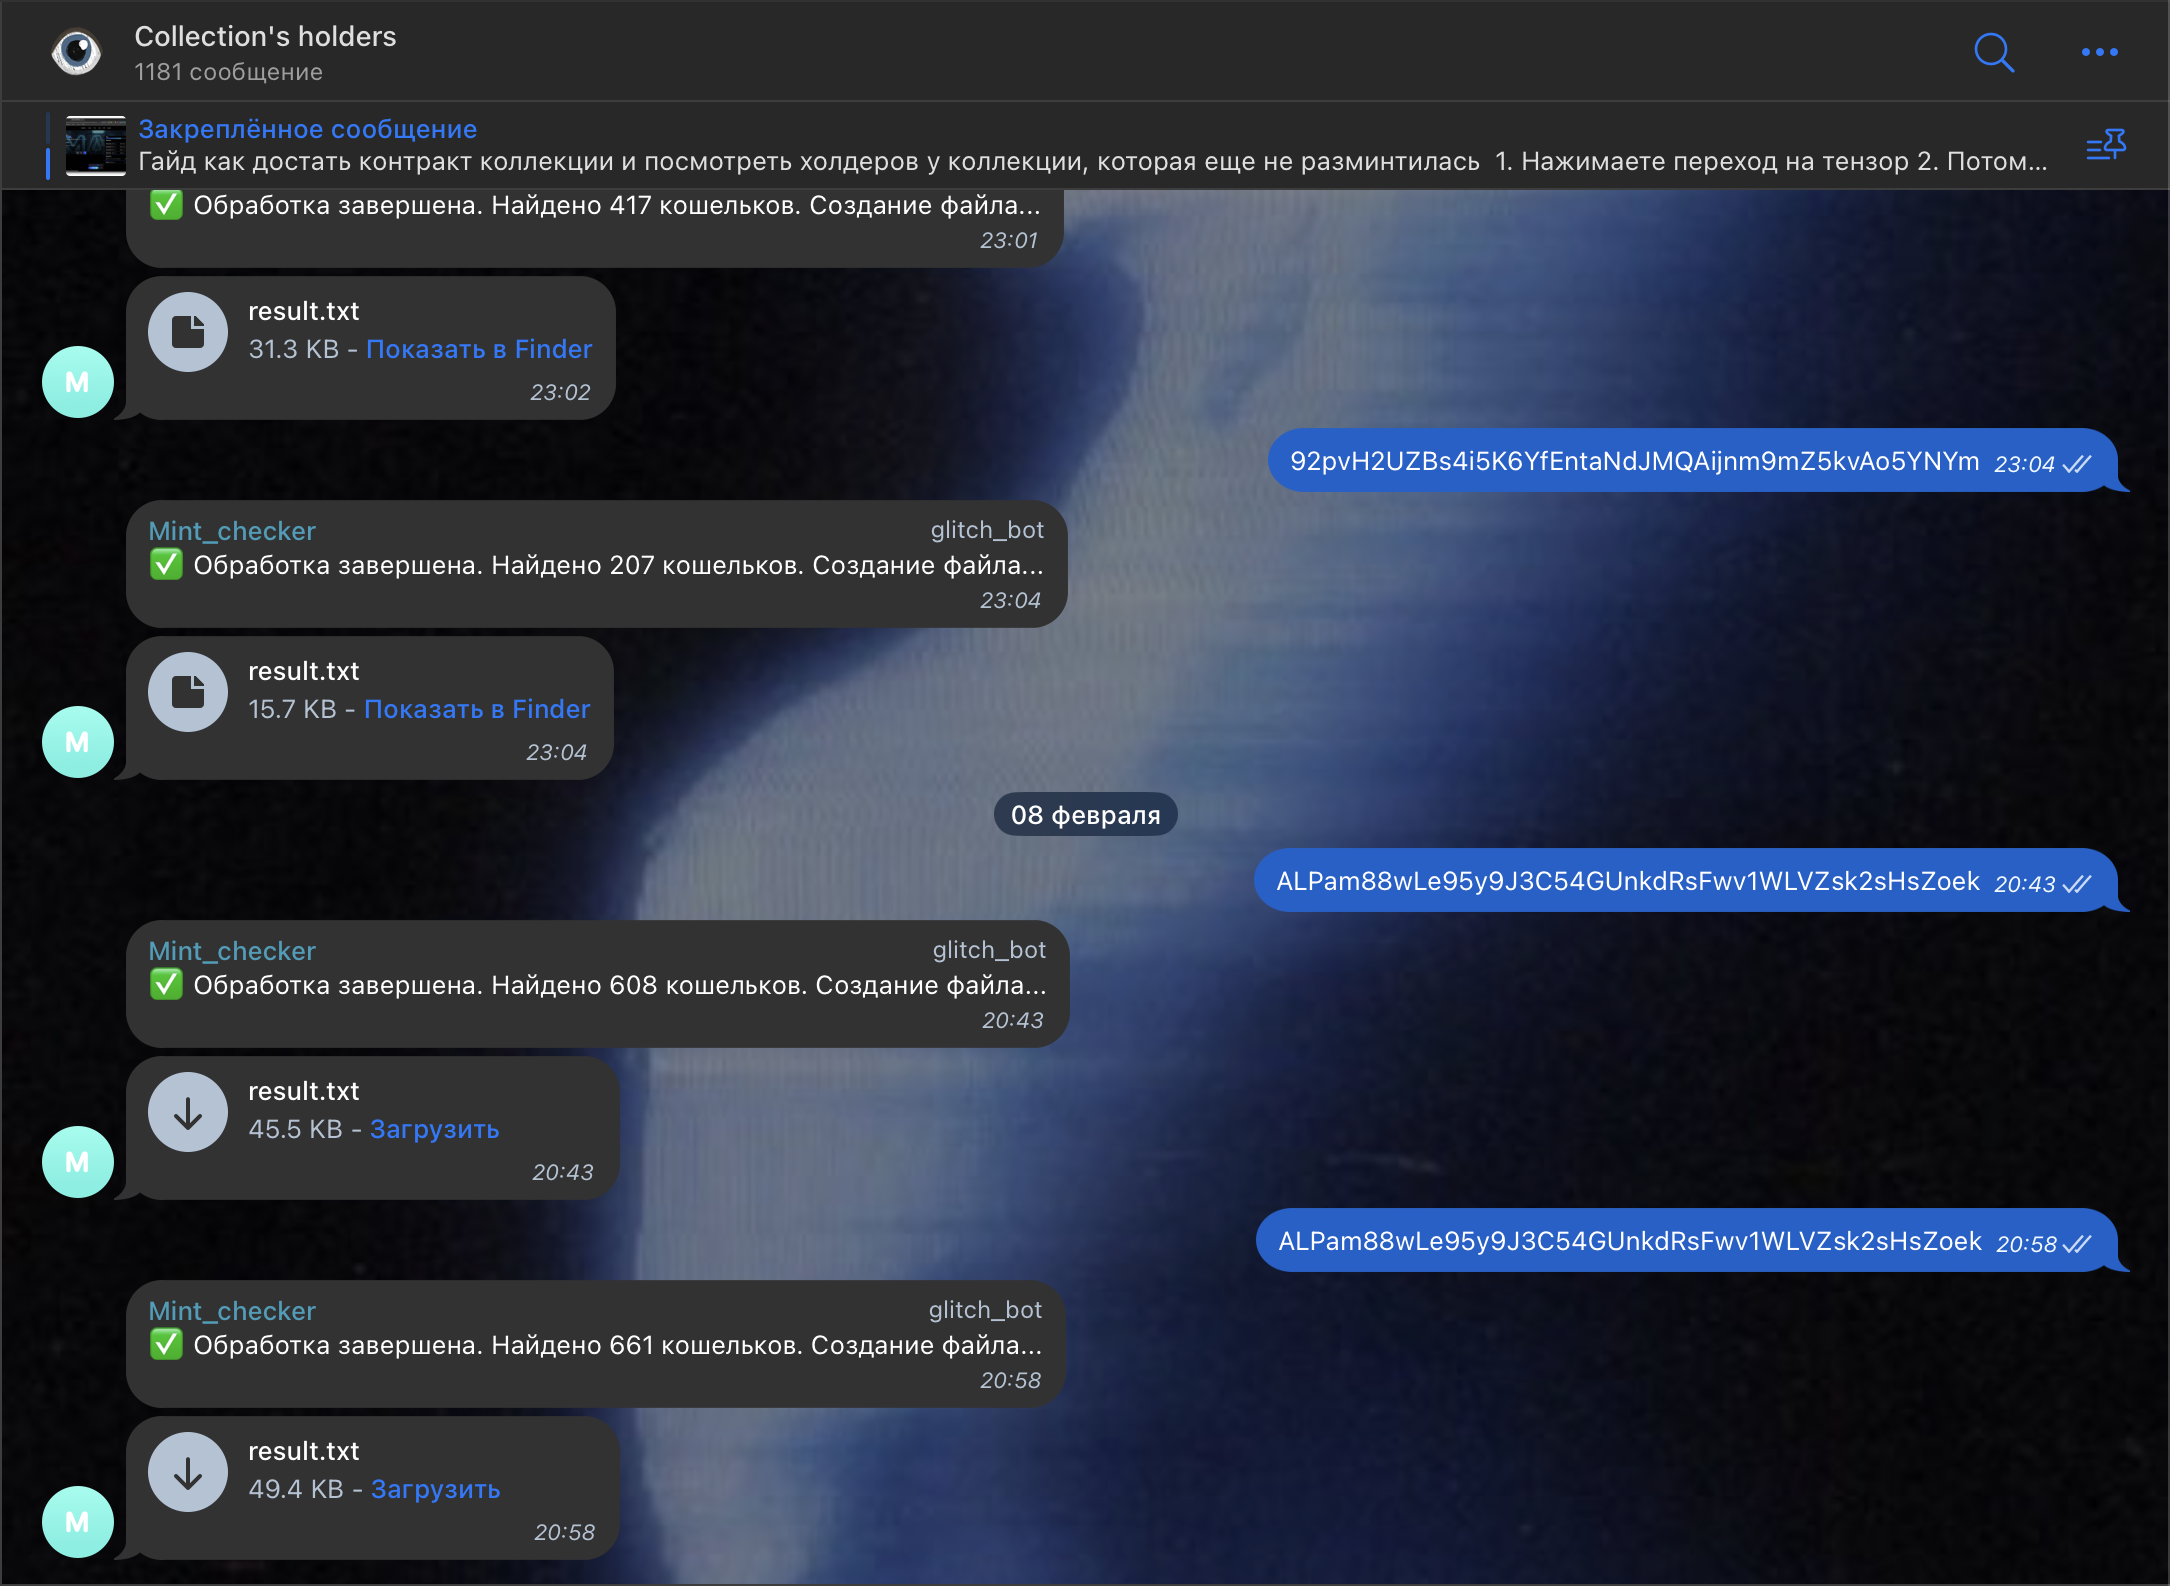 Collection's holders
1181 сообщение
Закреплённое сообщение
Гайд как достать контракт коллекции и посмотреть холдеров у коллекции, которая еще не разминтилась 1. Нажимаете переход на тензор 2. Потом...
✅ Обработка завершена. Найдено 417 кошельков. Создание файла...
23:01
result.txt
31.3 KB - Показать в Finder
23:02
M
92pvH2UZBs4i5K6YfEntaNdJMQAijnm9mZ5kvAo5YNYm 23:04
Mint_checker glitch_bot
✅ Обработка завершена. Найдено 207 кошельков. Создание файла...
23:04
result.txt
15.7 KB - Показать в Finder
23:04
M
08 февраля
ALPam88wLe95y9J3C54GUnkdRsFwv1WLVZsk2sHsZoek 20:43
Mint_checker glitch_bot
✅ Обработка завершена. Найдено 608 кошельков. Создание файла...
20:43
result.txt
45.5 KB - Загрузить
20:43
M
ALPam88wLe95y9J3C54GUnkdRsFwv1WLVZsk2sHsZoek 20:58
Mint_checker glitch_bot
✅ Обработка завершена. Найдено 661 кошельков. Создание файла...
20:58
result.txt
49.4 KB - Загрузить
20:58
M